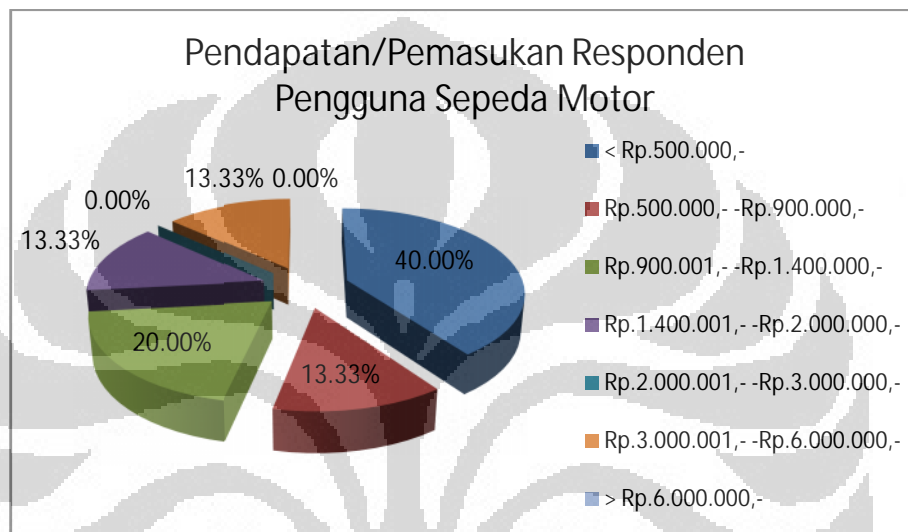 Pendapatan/Pemasukan Responden
Pengguna Sepeda Motor
40.00%
13.33%
20.00%
13.33%
0.00%
13.33%
0.00%
< Rp.500.000,-
Rp.500.000,- -Rp.900.000,-
Rp.900.001,- -Rp.1.400.000,-
Rp.1.400.001,- -Rp.2.000.000,-
Rp.2.000.001,- -Rp.3.000.000,-
Rp.3.000.001,- -Rp.6.000.000,-
> Rp.6.000.000,-